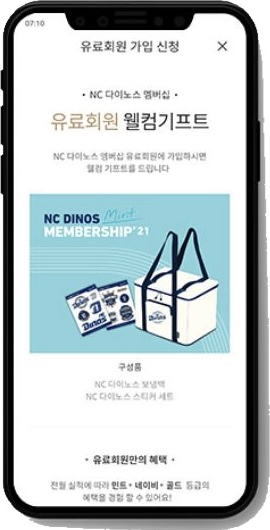 07:10
유료회원 가입 신청 ×
• NC 다이노스 멤버십 •
유료회원 웰컴기프트
NC 다이노스 멤버십 유료회원에 가입하시면
웰컴 기프트를 드립니다
NC DINOS Mint
MEMBERSHIP' 21
Dinos
구성품
NC 다이노스 보냉백
NC 다이노스 스티커 세트
• 유료회원만의 혜택 •
전월 실적에 따라 민트• 네이비• 골드 등급의
혜택을 경험 할 수 있어요!